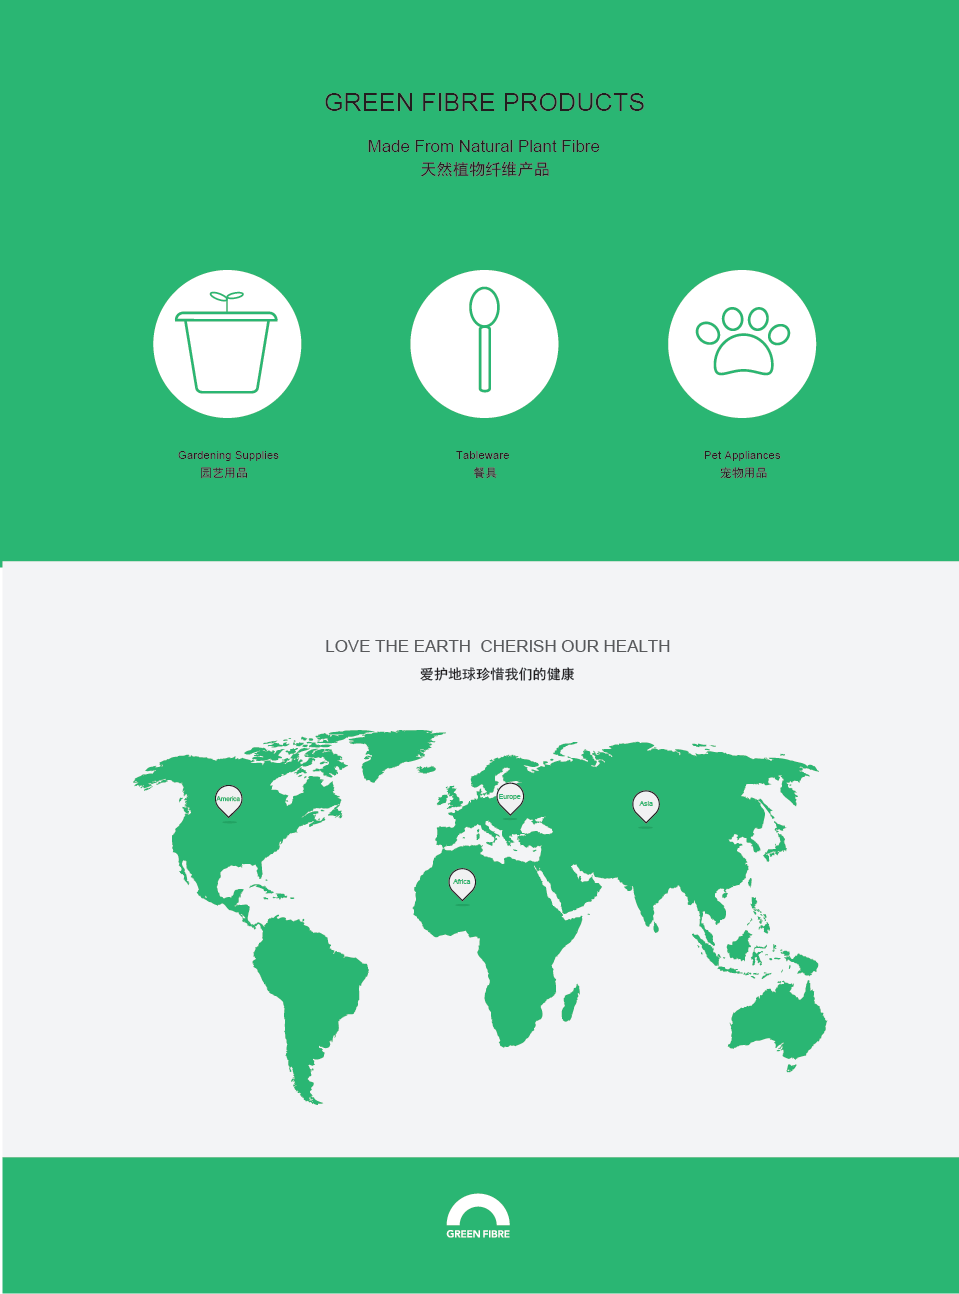 GREEN FIBRE PRODUCTS
Made From Natural Plant Fibre
天然植物纤维产品
Gardening Supplies
园艺用品
Tableware
餐具
Pet Appliances
宠物用品
LOVE THE EARTH  CHERISH OUR HEALTH
爱护地球珍惜我们的健康
America
Europe
Asia
Africa
GREEN FIBRE